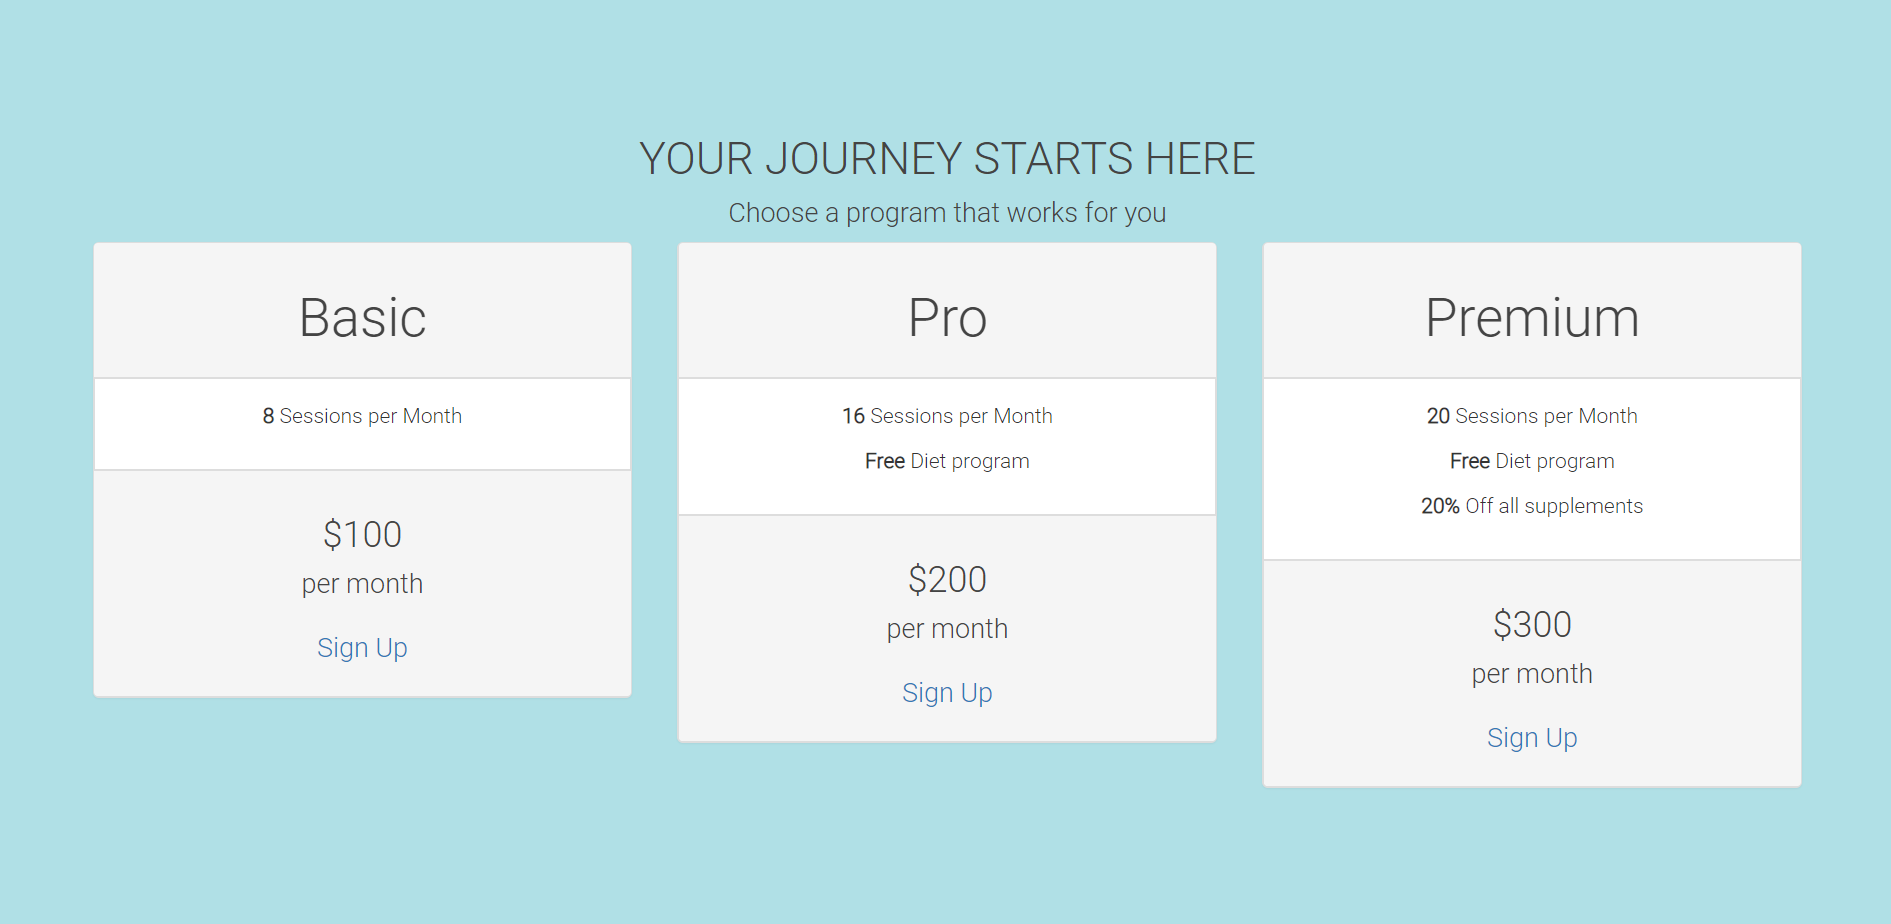 YOUR JOURNEY STARTS HERE
Choose a program that works for you
Basic
8 Sessions per Month
$100
per month
Sign Up
Pro
16 Sessions per Month
Free Diet program
$200
per month
Sign Up
Premium
20 Sessions per Month
Free Diet program
20% Off all supplements
$300
per month
Sign Up